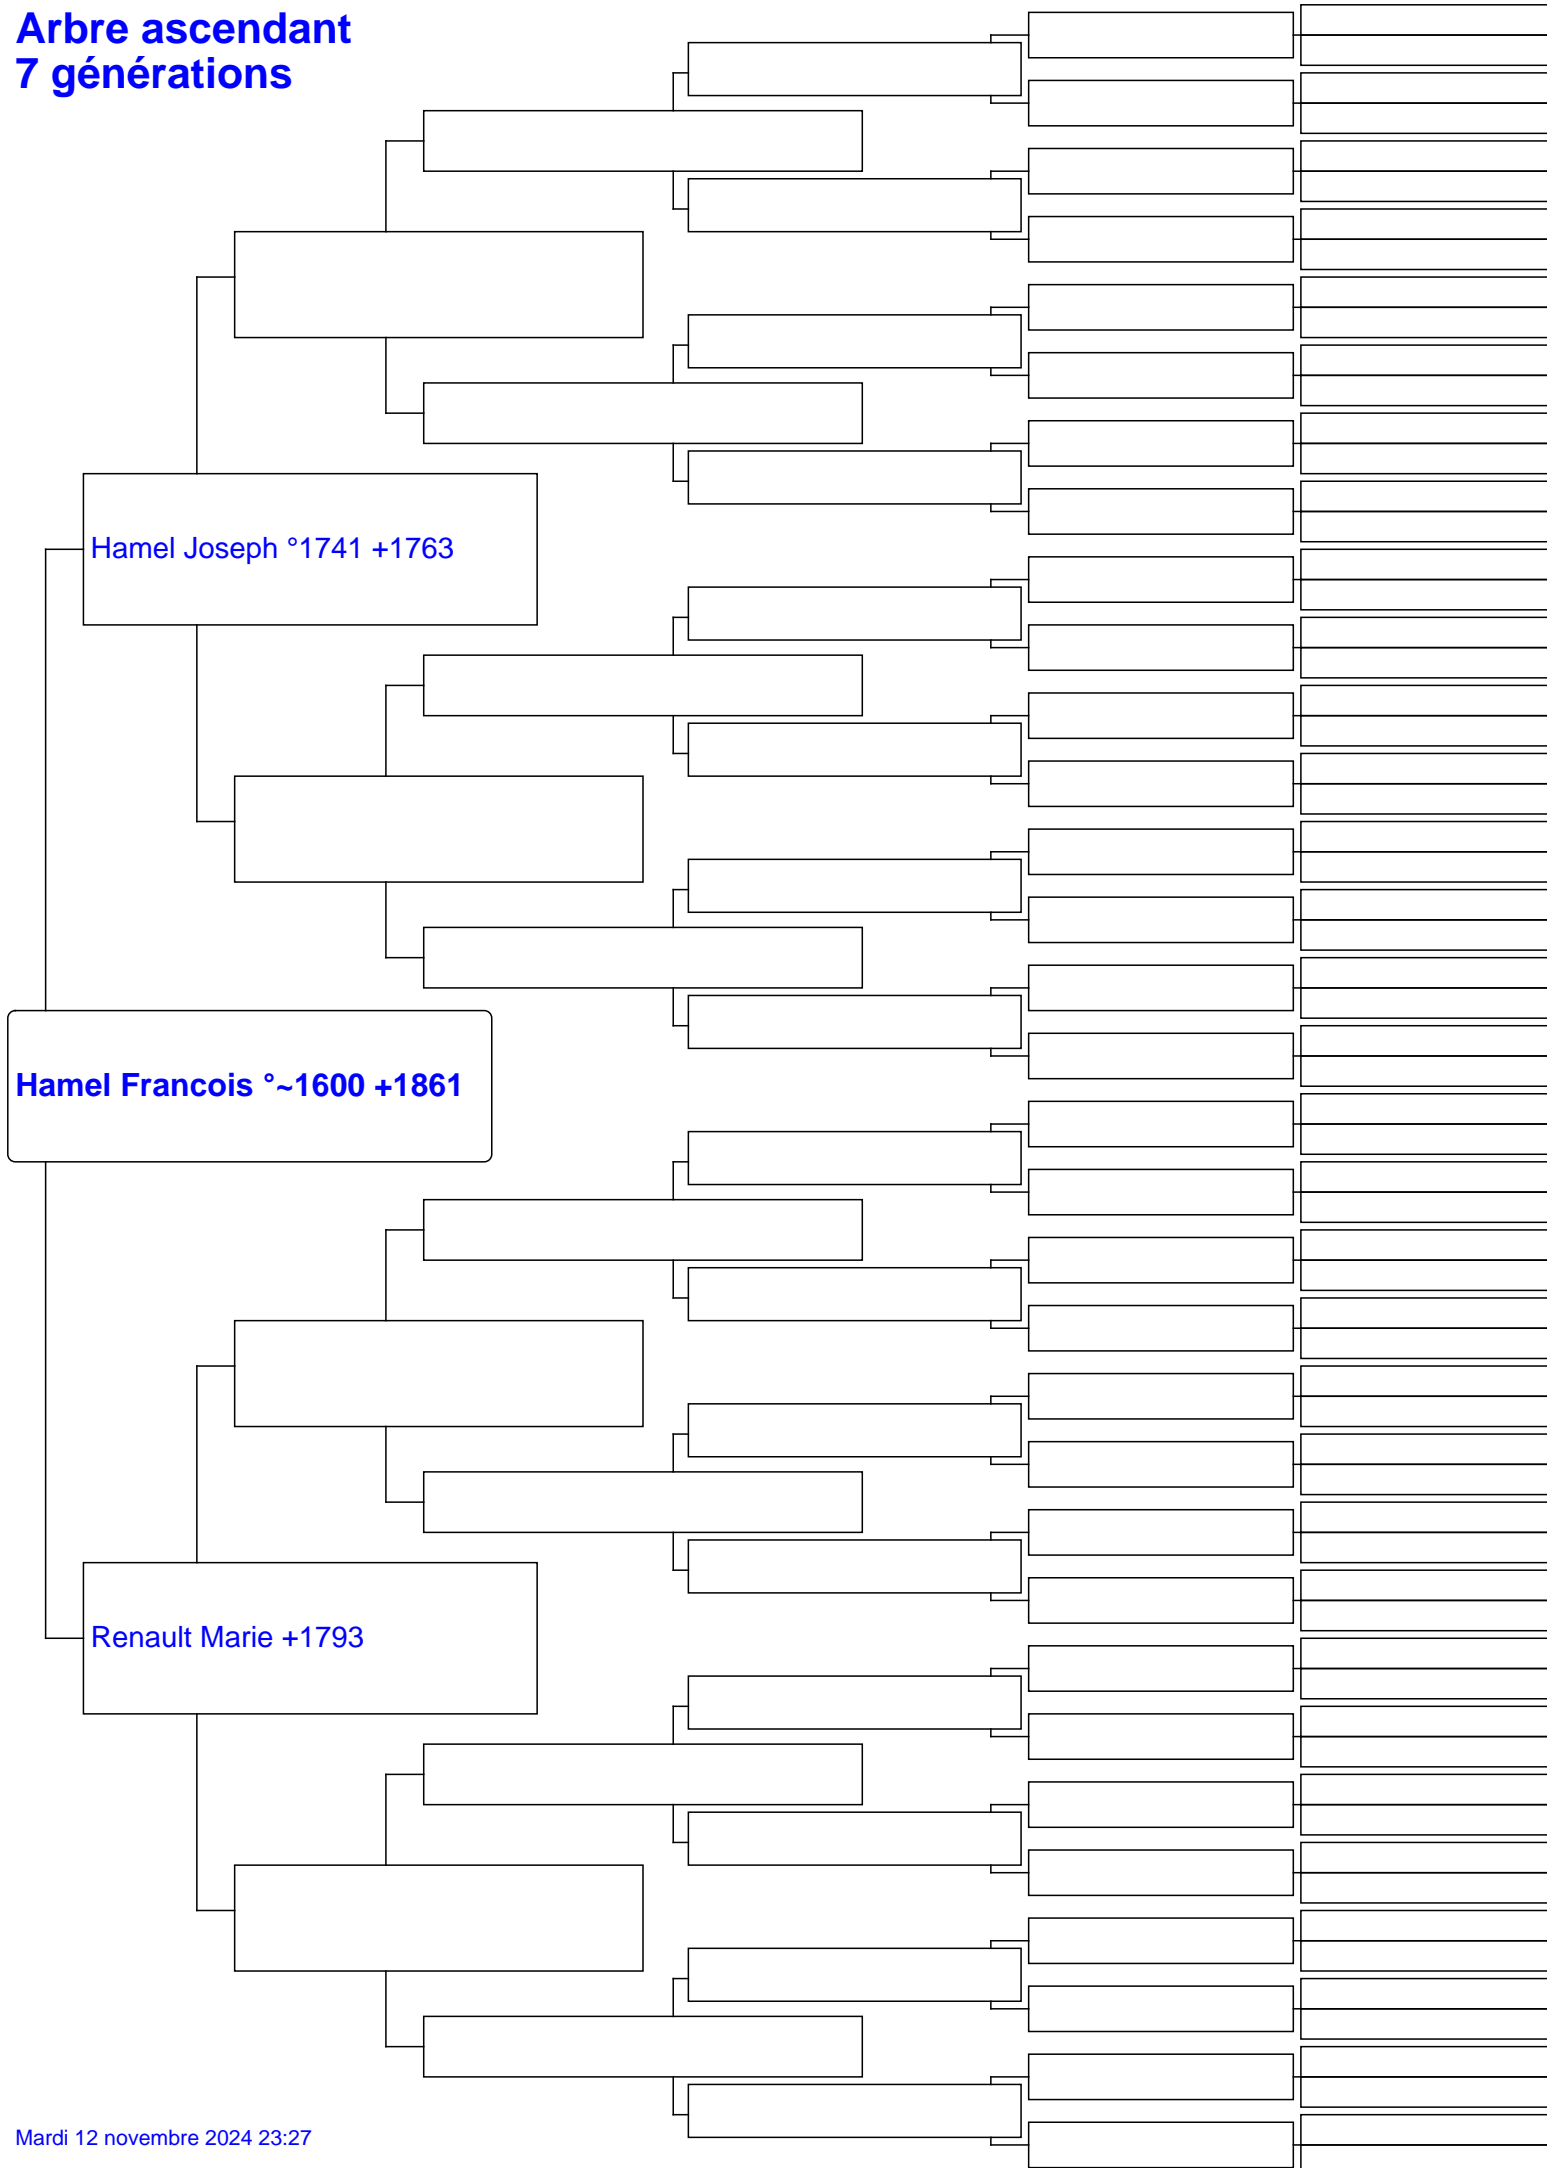 Arbre ascendant
7 générations
Hamel Joseph °1741 +1763
Hamel Francois °~1600 +1861
Renault Marie +1793
Mardi 12 novembre 2024 23:27